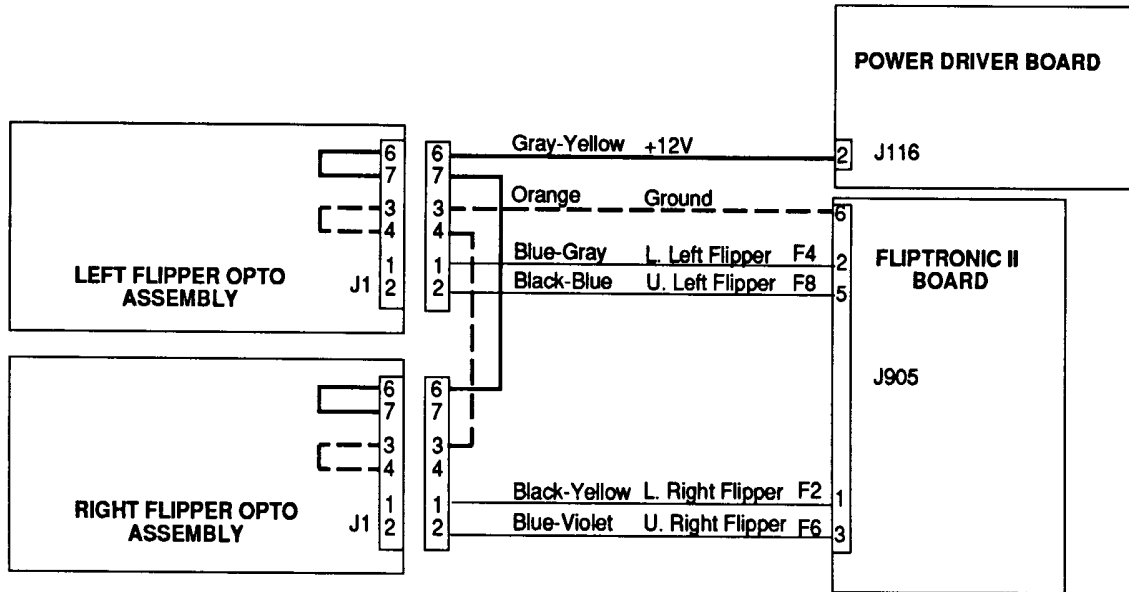 POWER DRIVER BOARD
2 J116
6 6 Gray-Yellow +12V
7 7
3 3 Orange Ground 6
4 4
1 1 Blue-Gray L. Left Flipper F4 2
J1 2 2 Black-Blue U. Left Flipper F8 5
LEFT FLIPPER OPTO
ASSEMBLY
FLIPTRONIC II
BOARD
J905
6 6
7 7
3 3
4 4
1 1 Black-Yellow L. Right Flipper F2 1
J1 2 2 Blue-Violet U. Right Flipper F6 3
RIGHT FLIPPER OPTO
ASSEMBLY